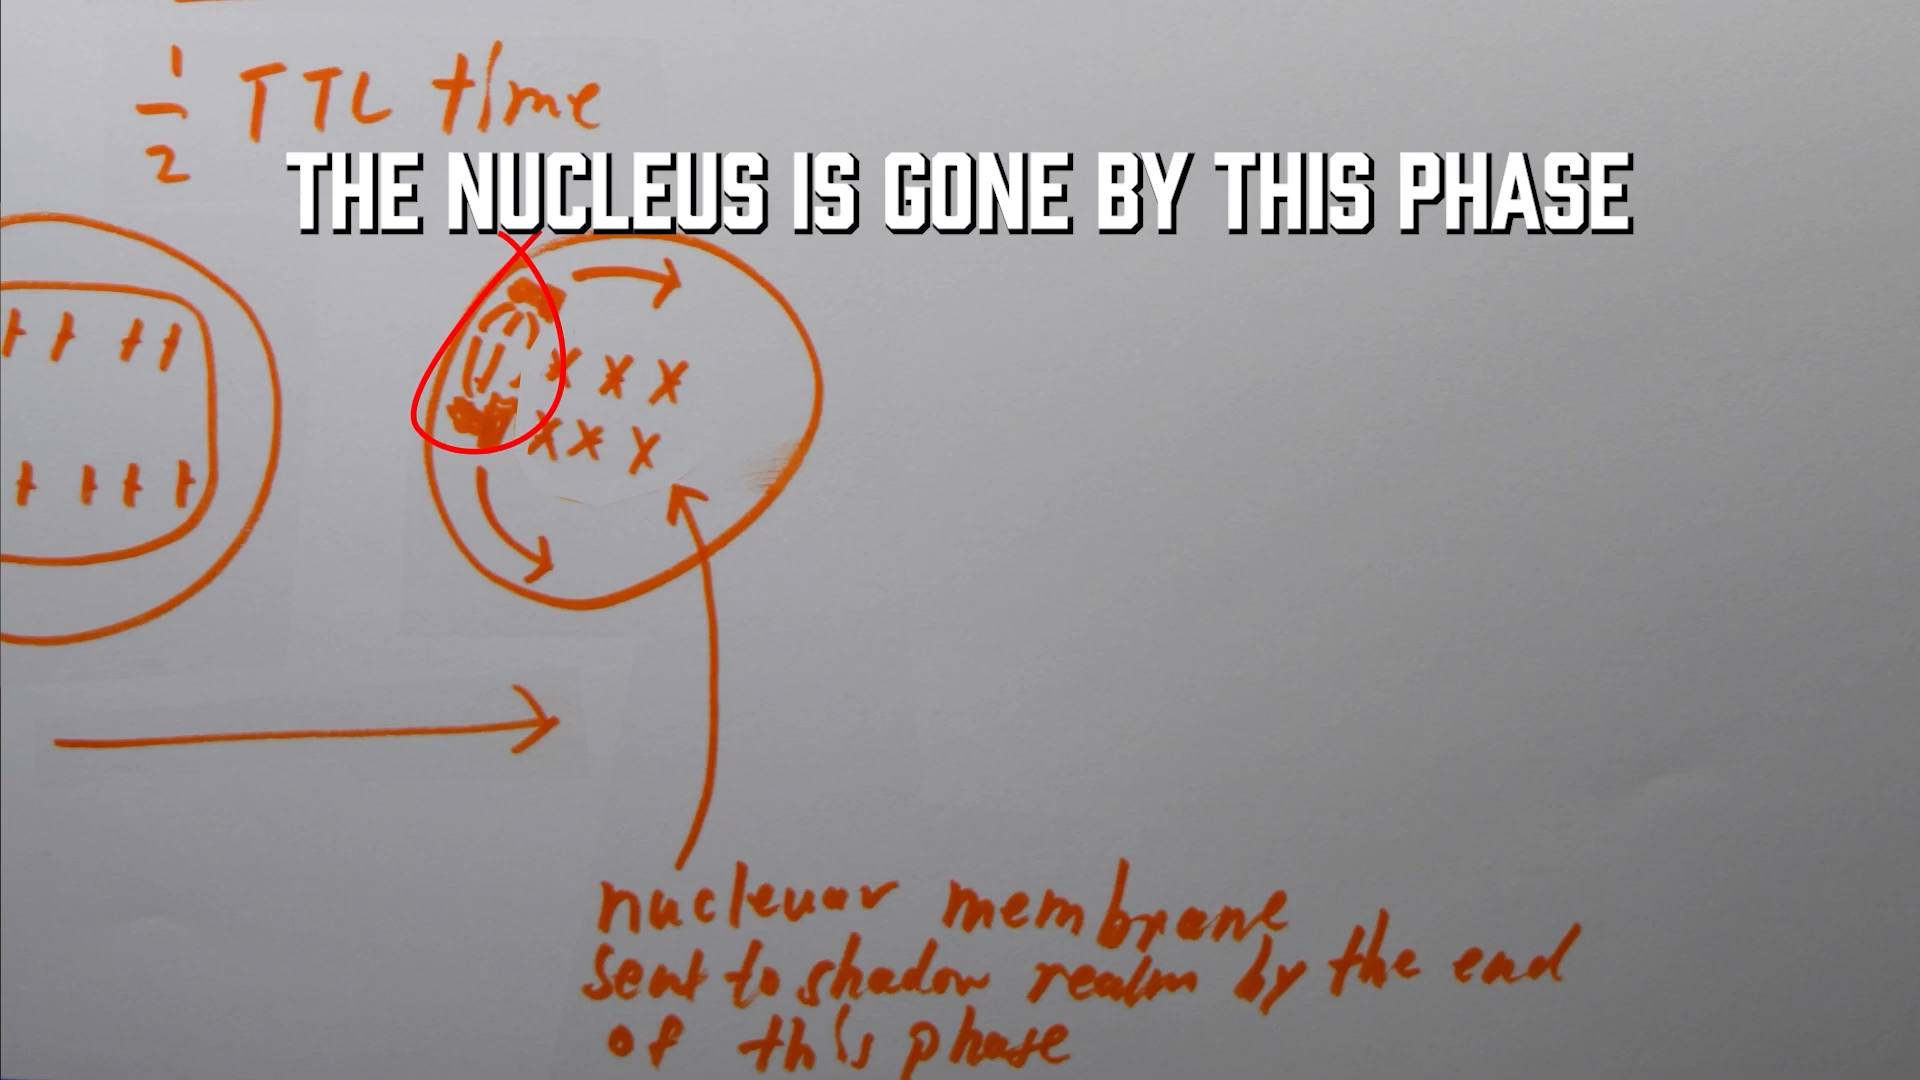 1/2 TTL time
THE NUCLEUS IS GONE BY THIS PHASE
nucleuar membrane
sent to shadow realm by the end
of this phase